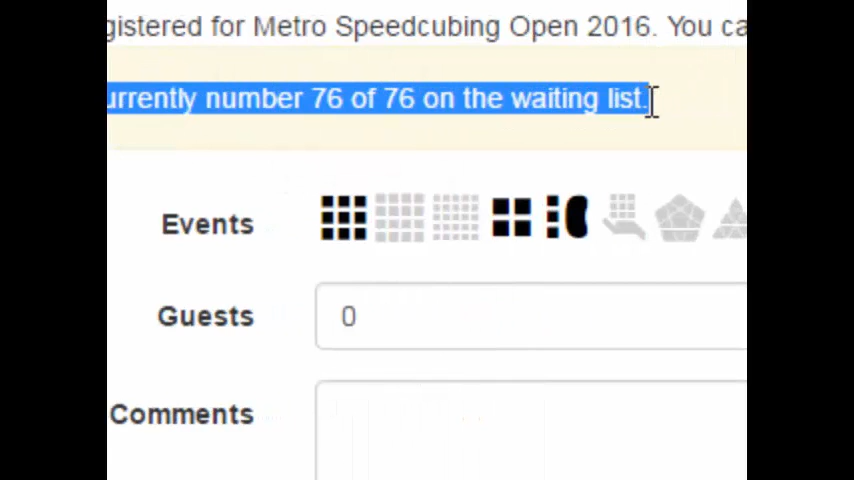 gistered for Metro Speedcubing Open 2016. You ca
urrently number 76 of 76 on the waiting list.
Events
Guests
0
Comments